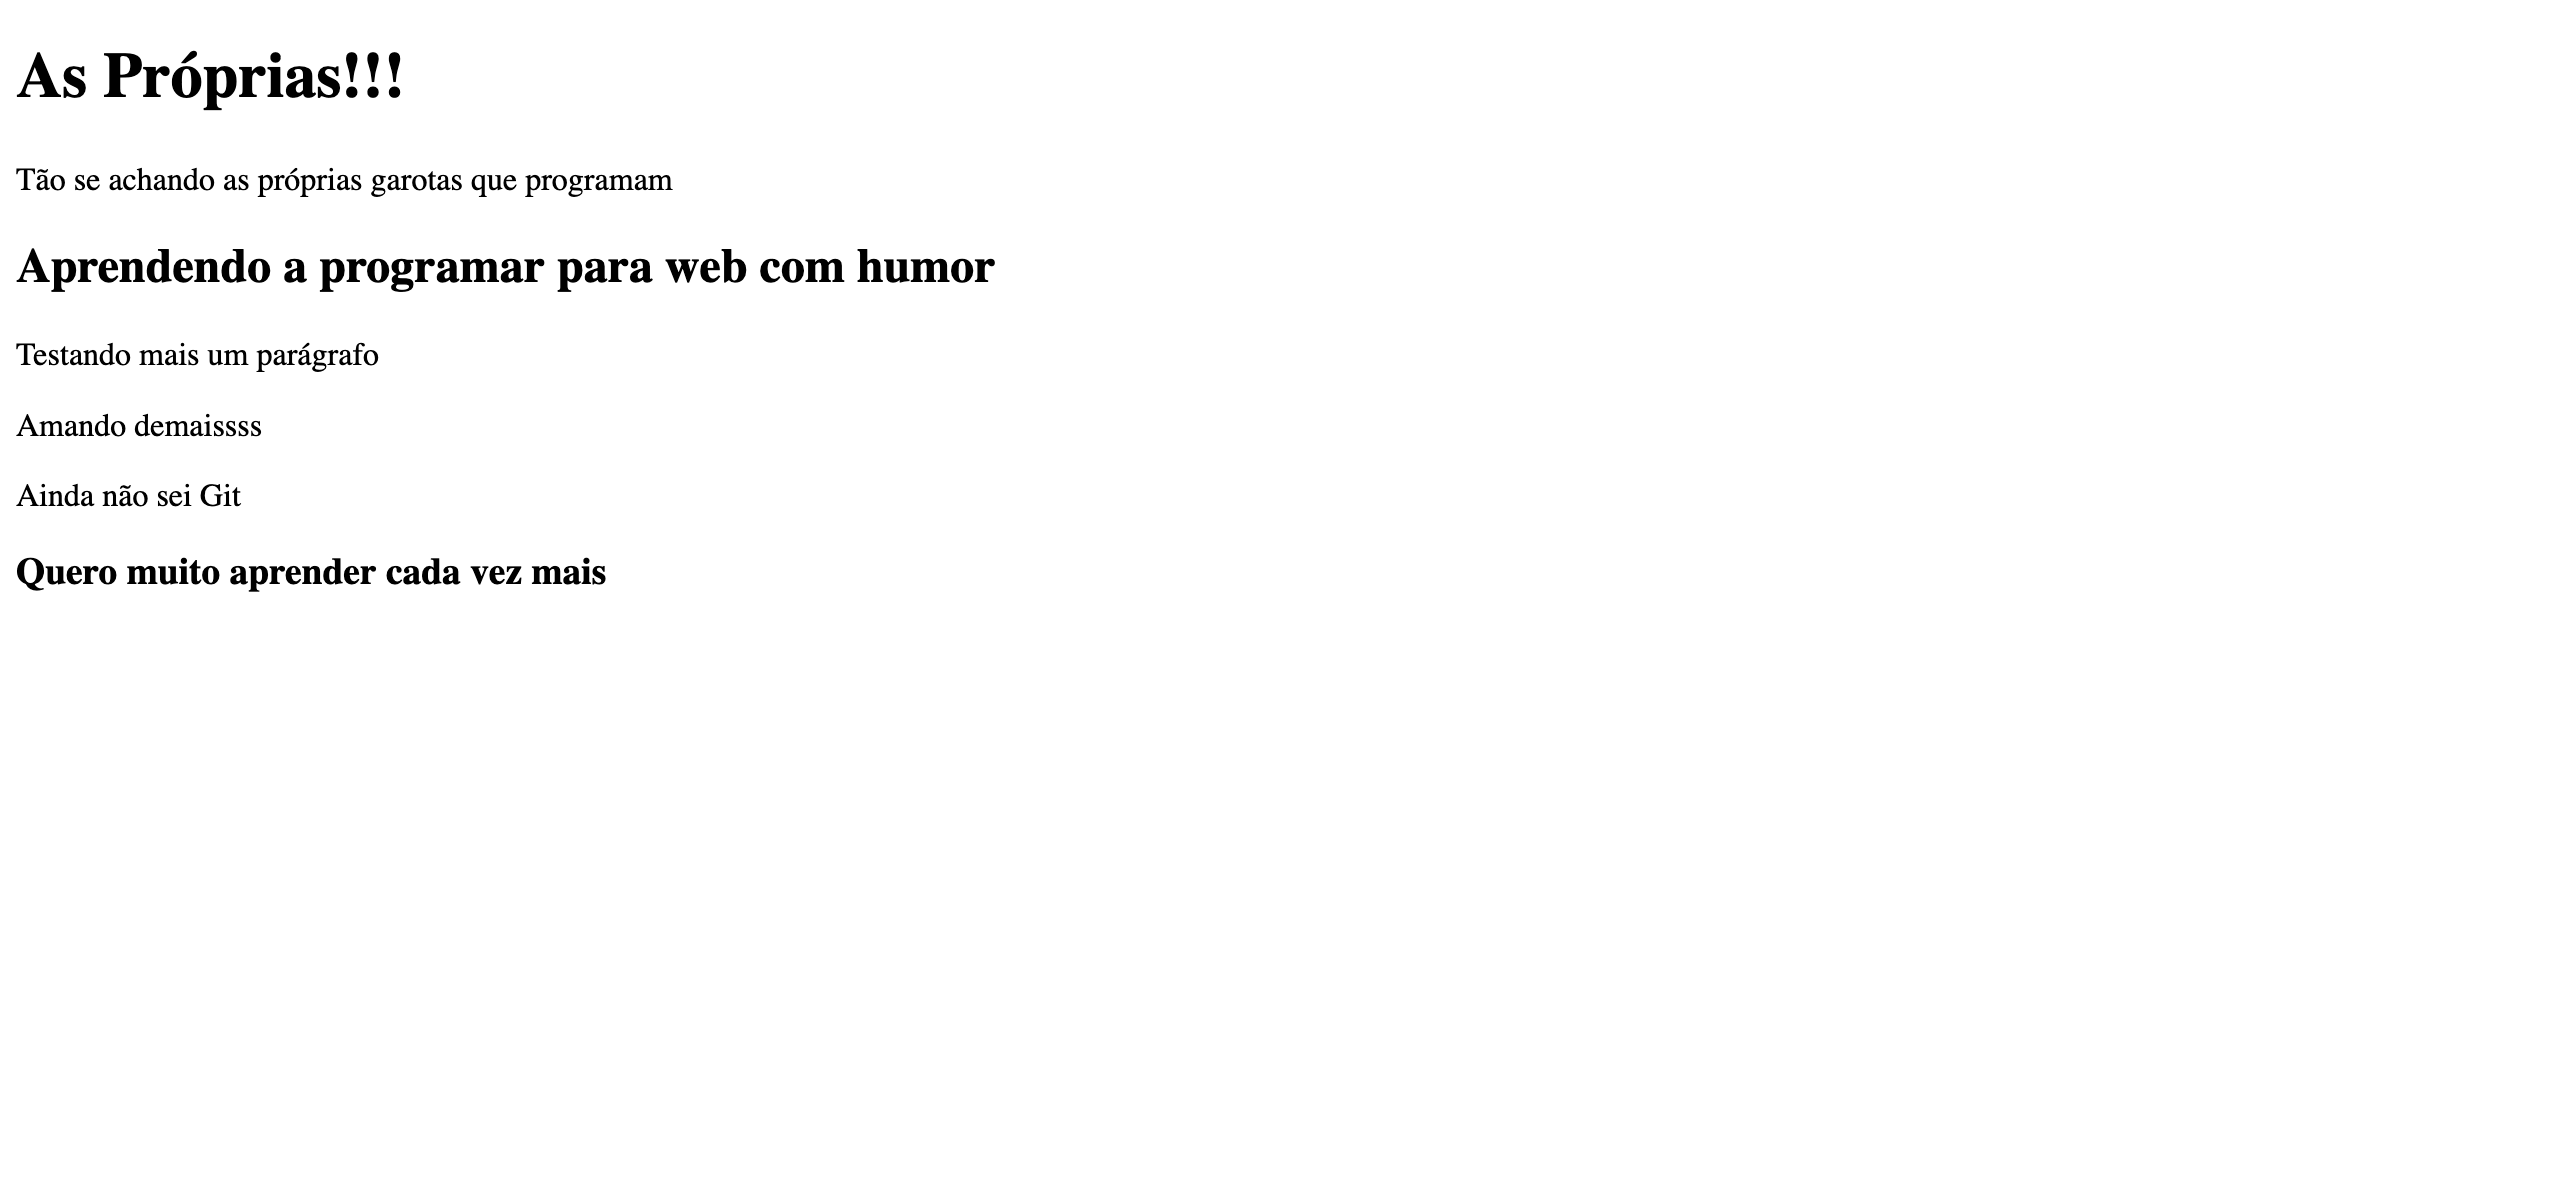 As Próprias!!!
Tão se achando as próprias garotas que programam
Aprendendo a programar para web com humor
Testando mais um parágrafo
Amando demaissss
Ainda não sei Git
Quero muito aprender cada vez mais